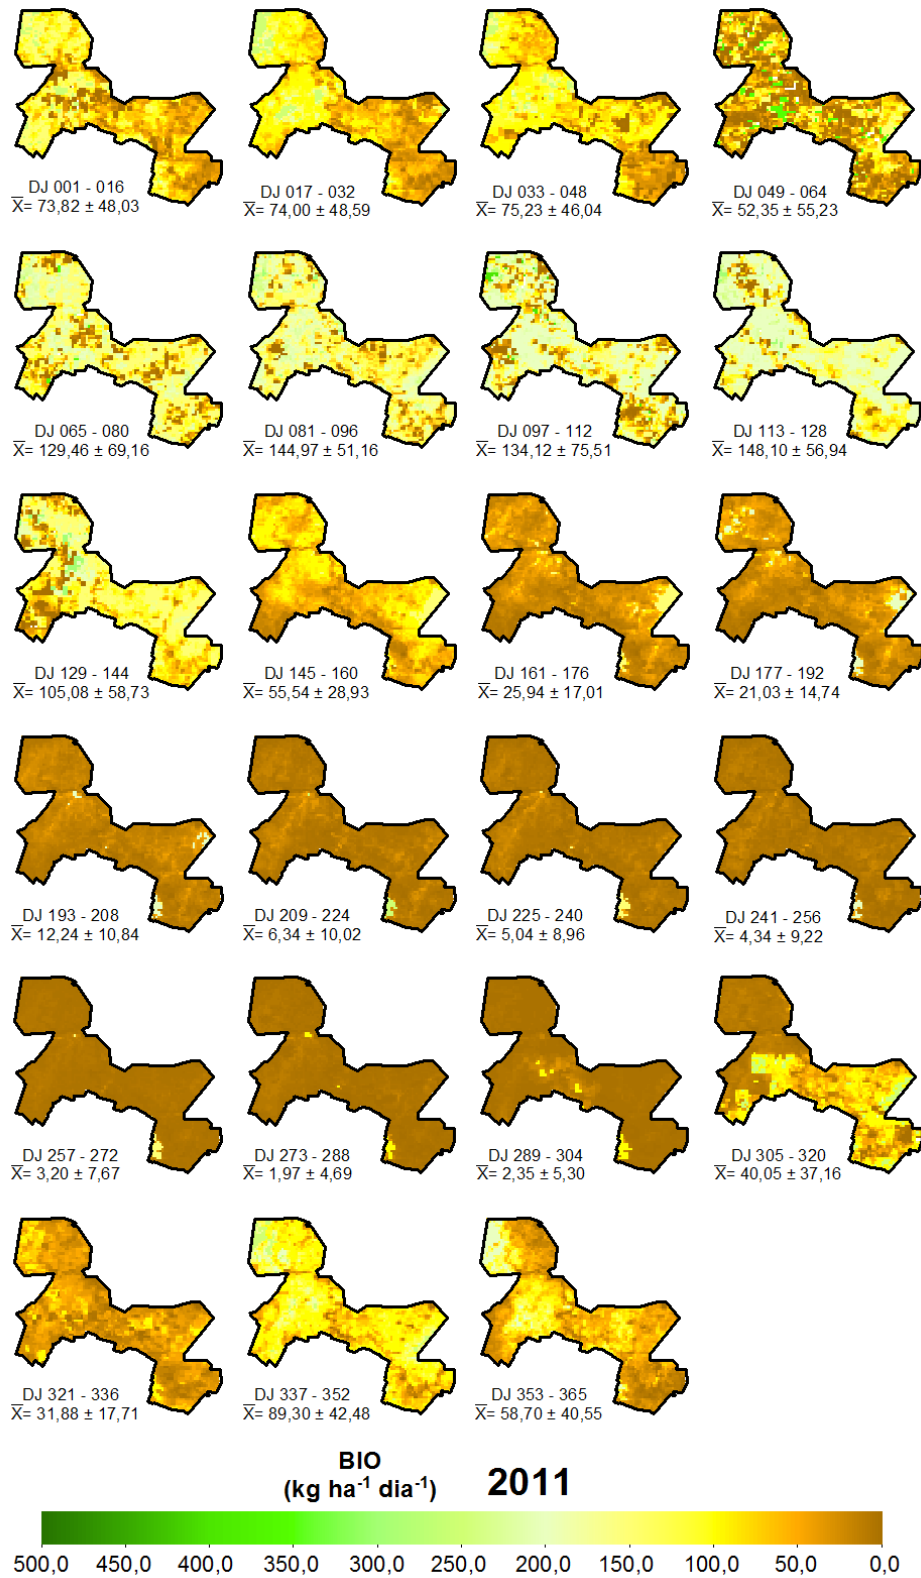 DJ 001 - 016
X̅= 73,82 ± 48,03
DJ 017 - 032
X̅= 74,00 ± 48,59
DJ 033 - 048
X̅= 75,23 ± 46,04
DJ 049 - 064
X̅= 52,35 ± 55,23
DJ 065 - 080
X̅= 129,46 ± 69,16
DJ 081 - 096
X̅= 144,97 ± 51,16
DJ 097 - 112
X̅= 134,12 ± 75,51
DJ 113 - 128
X̅= 148,10 ± 56,94
DJ 129 - 144
X̅= 105,08 ± 58,73
DJ 145 - 160
X̅= 55,54 ± 28,93
DJ 161 - 176
X̅= 25,94 ± 17,01
DJ 177 - 192
X̅= 21,03 ± 14,74
DJ 193 - 208
X̅= 12,24 ± 10,84
DJ 209 - 224
X̅= 6,34 ± 10,02
DJ 225 - 240
X̅= 5,04 ± 8,96
DJ 241 - 256
X̅= 4,34 ± 9,22
DJ 257 - 272
X̅= 3,20 ± 7,67
DJ 273 - 288
X̅= 1,97 ± 4,69
DJ 289 - 304
X̅= 2,35 ± 5,30
DJ 305 - 320
X̅= 40,05 ± 37,16
DJ 321 - 336
X̅= 31,88 ± 17,71
DJ 337 - 352
X̅= 89,30 ± 42,48
DJ 353 - 365
X̅= 58,70 ± 40,55
BIO
(kg ha⁻¹ dia⁻¹)
2011
500,0 450,0 400,0 350,0 300,0 250,0 200,0 150,0 100,0 50,0 0,0